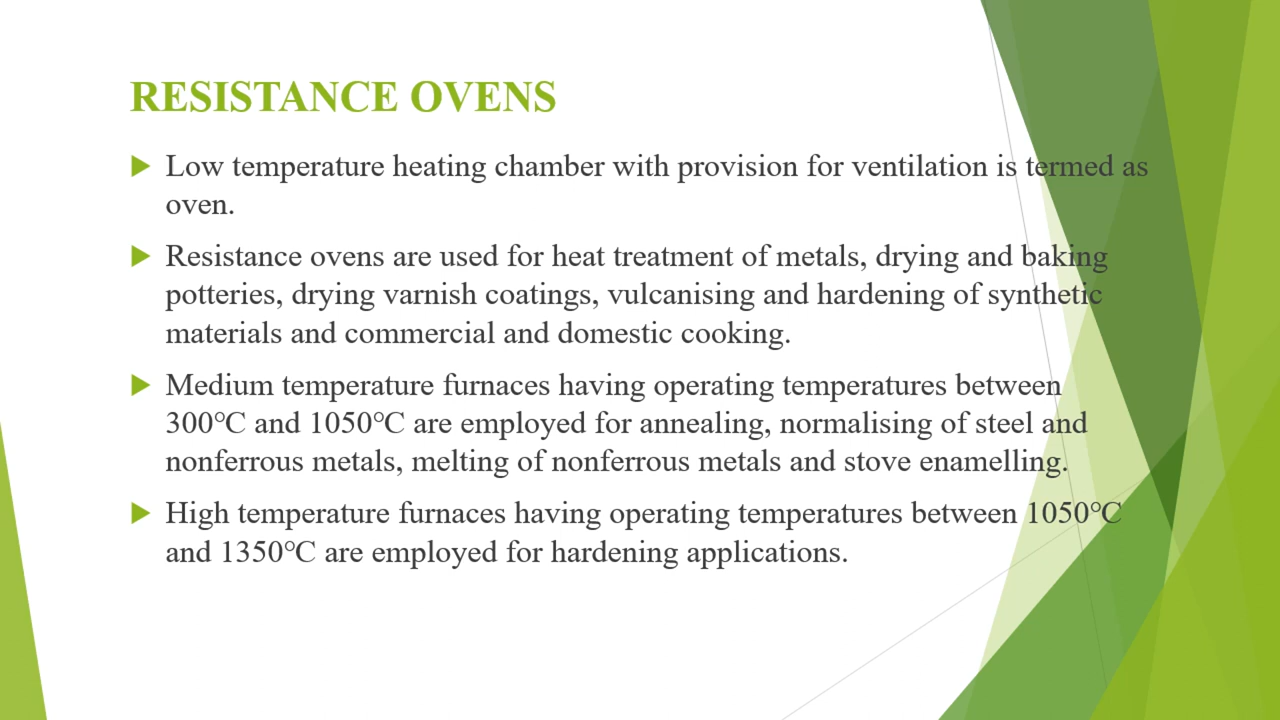 RESISTANCE OVENS
Low temperature heating chamber with provision for ventilation is termed as
oven.
Resistance ovens are used for heat treatment of metals, drying and baking
potteries, drying varnish coatings, vulcanising and hardening of synthetic
materials and commercial and domestic cooking.
Medium temperature furnaces having operating temperatures between
300℃ and 1050℃ are employed for annealing, normalising of steel and
nonferrous metals, melting of nonferrous metals and stove enamelling.
High temperature furnaces having operating temperatures between 1050℃
and 1350℃ are employed for hardening applications.